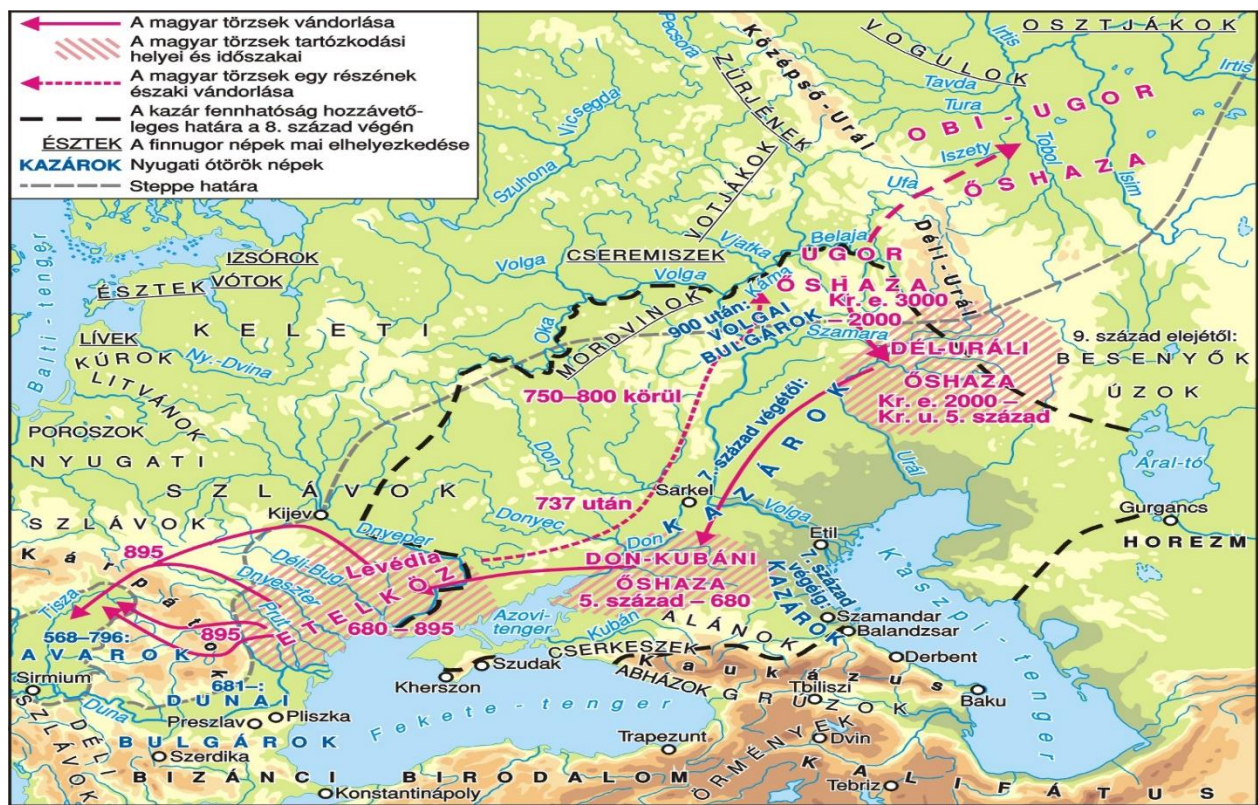 A magyar törzsek vándorlása
A magyar törzsek tartózkodási
helyei és időszakai
A magyar törzsek egy részének
északi vándorlása
A kazár fennhatóság hozzávető-
leges határa a 8. század végén
ÉSZTEK A finnugor népek mai elhelyezkedése
KAZÁROK Nyugati ótörök népek
Steppe határa
Pecsora
Középső-Urál
ZÜRJÉNEK
VOGULOK
OSZTJÁKOK
Irtis
Irtis
Tavda
Tura
Vicsegda
OBI-UGOR
ŐSHAZA
Iszety
Tobol
Isim
Szuhona
VOTJÁKOK
Ufa
Déli-Urál
Vjatka
Belaja
IZSÓROK
VÓTOK
ÉSZTEK
Volga
CSEREMISZEK
Volga
Káma
UGOR
ŐSHAZA
Kr. e. 3000
– 2000
Balti-tenger
LÍVEK
KÚROK
LITVÁNOK
KELETI
Ny.-Dvina
Oka
MORDVINOK
900 után:
VOLGAI
BULGÁROK
Szamara
DÉL-URÁLI
ŐSHAZA
Kr. e. 2000 –
Kr. u. 5. század
9. század elejétől:
BESENYŐK
ÚZOK
750–800 körül
POROSZOK
NYUGATI
SZLÁVOK
SZLÁVOK
Don
7. század végétől:
KAZÁROK
Urál
Aral-tó
Sarkel
Volga
Gurgancs
HOREZM
Kijev
737 után
Donyec
Dnyeper
Don
Etil
895
Kárpátok
Déli-Bug
Dnyeszter
Prut
Levédia
ETELKÖZ
680 – 895
DON-KUBÁNI
ŐSHAZA
5. század – 680
7. század
végéig:
KAZÁROK
Kaszpi-tenger
Tisza
895
568–796:
AVAROK
Azovi-
tenger
Kubán
ALÁNOK
Szamandar
Balandzsar
CSERKESZEK
Kaukázus
Derbent
Sirmium
681–:
DUNAI
BULGÁROK
Duna
Preszlav
Pliszka
Kherszon
Szudak
ABHÁZOK
GRÚZOK
Tbiliszi
Baku
DÉLI
SZLÁVOK
Szerdika
Fekete-tenger
Trapezunt
ÖRMÉNYEK
Dvin
BIZÁNCI BIRODALOM
Konstantinápoly
Tebriz
KALIFÁTUS